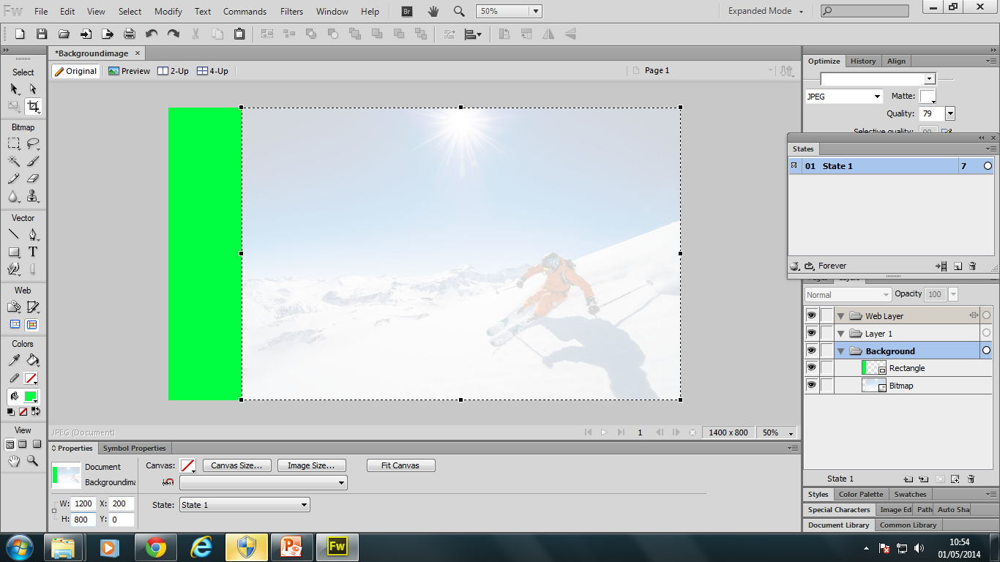 Fw File Edit View Select Modify Text Commands Filters Window Help Br 50% Expanded Mode
*Backgroundimage
Original Preview 2-Up 4-Up Page 1
Select
Bitmap
Vector
T
Web
Colors
View
JPEG (Document) 1 1400 x 800 50%
Properties Symbol Properties
Document
Backgroundima
Canvas: Canvas Size... Image Size... Fit Canvas
W: 1200 X: 200
H: 800 Y: 0
State: State 1
Optimize History Align
JPEG Matte:
Quality: 79
Selective quality: 90
States
01 State 1 7
Forever
Pages Layers
Normal Opacity 100
Web Layer
Layer 1
Background
Rectangle
Bitmap
State 1
Styles Color Palette Swatches
Special Characters Image Ed Path Auto Sha
Document Library Common Library
Fw
10:54
01/05/2014